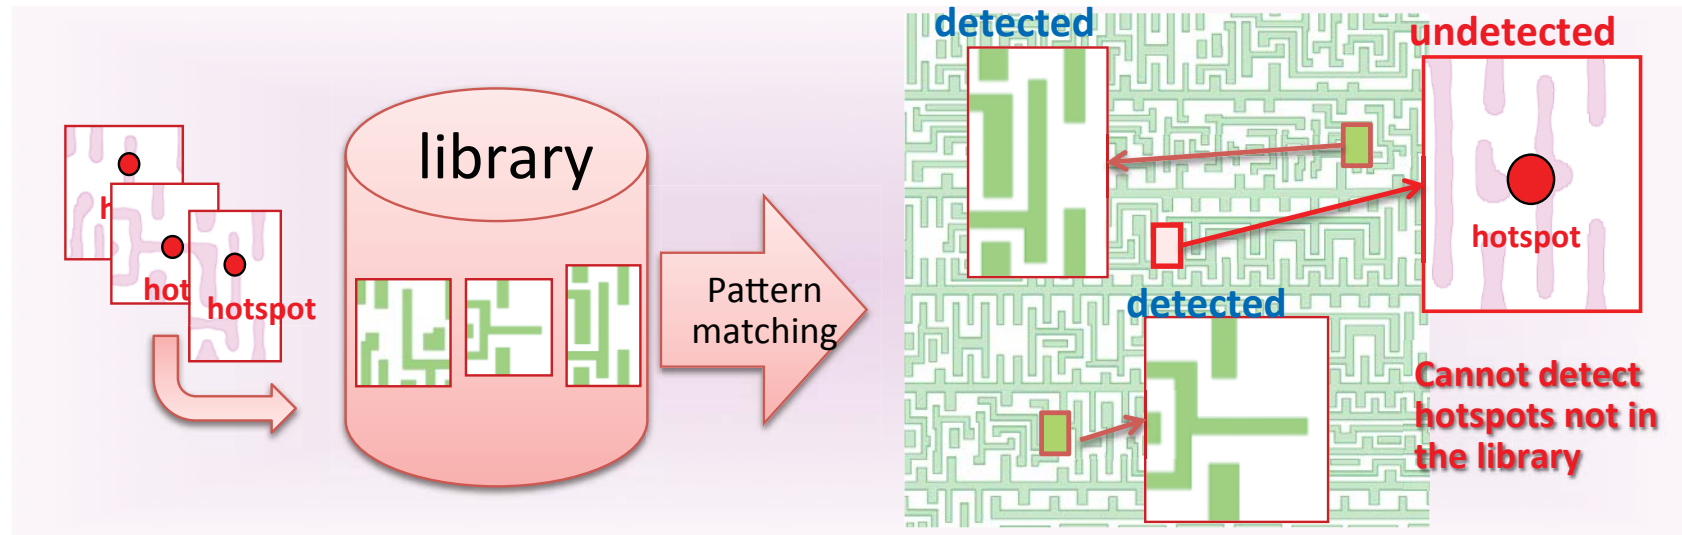 h
hot
hotspot
library
Pattern
matching
detected
detected
undetected
hotspot
Cannot detect
hotspots not in
the library